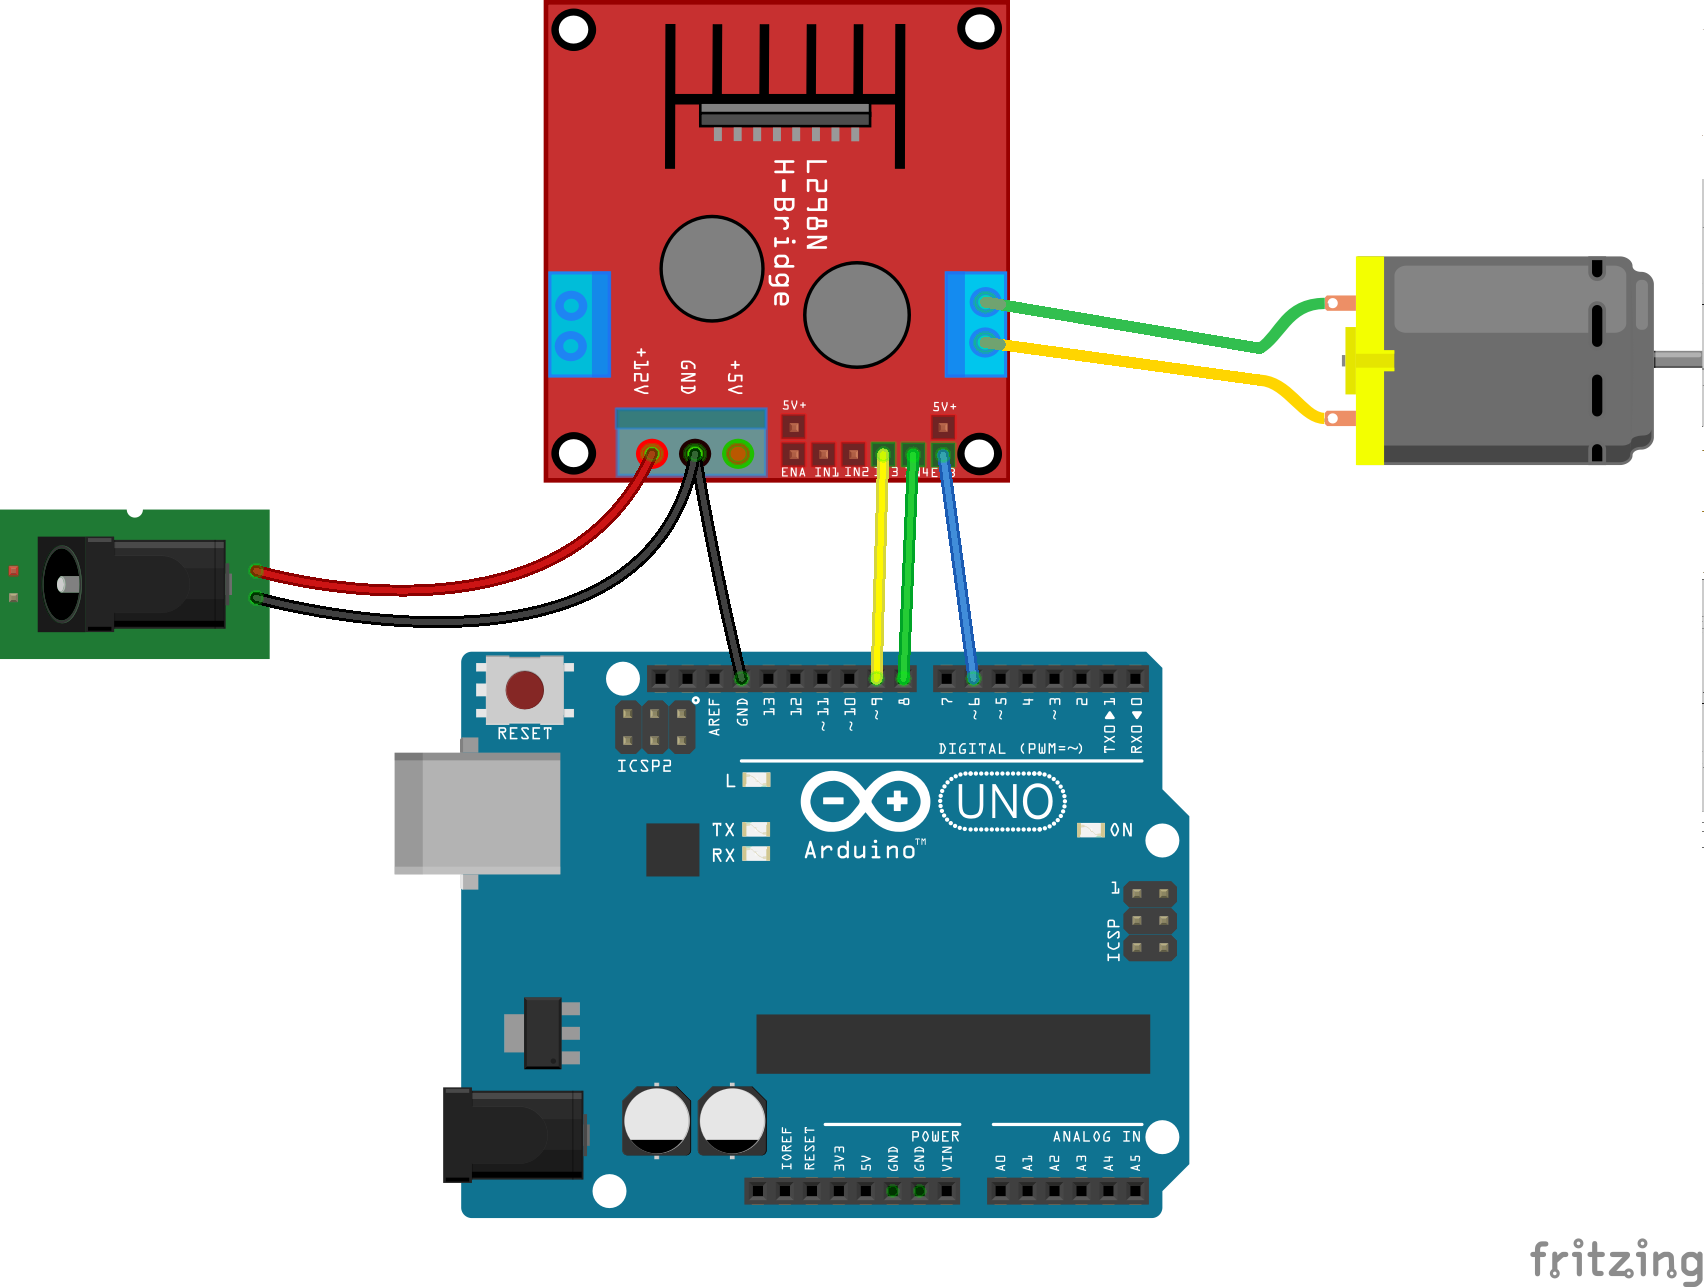 L298N
H-Bridge
+12V
GND
+5V
5V+
5V+
ENA
IN1
IN2
RESET
ICSP2
AREF
GND
13
12
~11
~10
~9
8
7
~6
~5
4
~3
2
TX0▶1
RX0◀0
DIGITAL (PWM=~)
L
TX
RX
UNO
Arduino™
ON
1
ICSP
IOREF
RESET
3V3
5V
GND
GND
VIN
POWER
ANALOG IN
A0
A1
A2
A3
A4
A5
fritzing